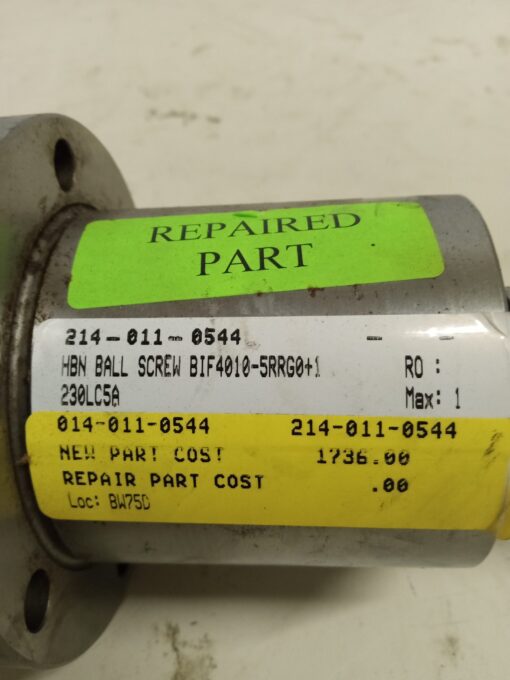 REPAIRED
PART
214-011-0544 - -
HBN BALL SCREW BIF4010-5RRG0+1 RO :
230LC5A Max: 1
014-011-0544 214-011-0544
NEW PART COST 1736.00
REPAIR PART COST .00
Loc: BW75D